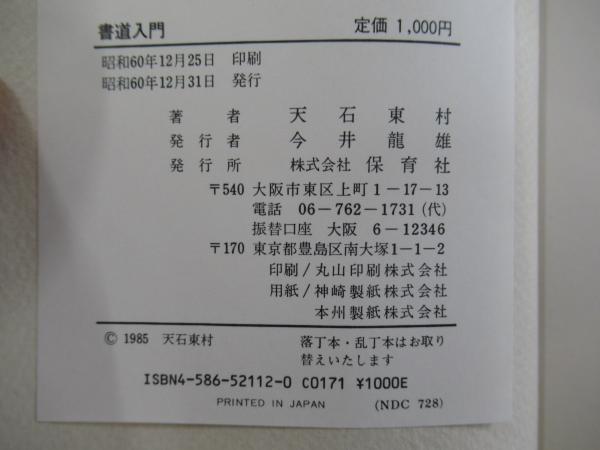 書道入門 定価 1,000円
昭和60年12月25日 印刷
昭和60年12月31日 発行
著者 天石東村
発行者 今井龍雄
発行所 株式会社 保育社
〒540 大阪市東区上町1-17-13
電話 06-762-1731(代)
振替口座 大阪 6-12346
〒170 東京都豊島区南大塚1-1-2
印刷/丸山印刷株式会社
用紙/神崎製紙株式会社
本州製紙株式会社
© 1985 天石東村 落丁本・乱丁本はお取り
替えいたします
ISBN4-586-52112-0 C0171 ¥1000E
PRINTED IN JAPAN (NDC 728)